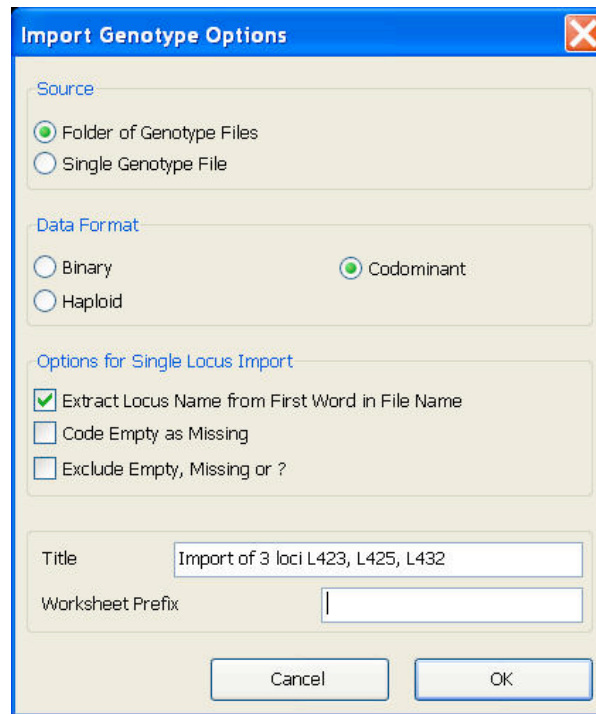 Import Genotype Options
Source
Folder of Genotype Files
Single Genotype File
Data Format
Binary
Codominant
Haploid
Options for Single Locus Import
Extract Locus Name from First Word in File Name
Code Empty as Missing
Exclude Empty, Missing or ?
Title Import of 3 loci L423, L425, L432
Worksheet Prefix
Cancel OK